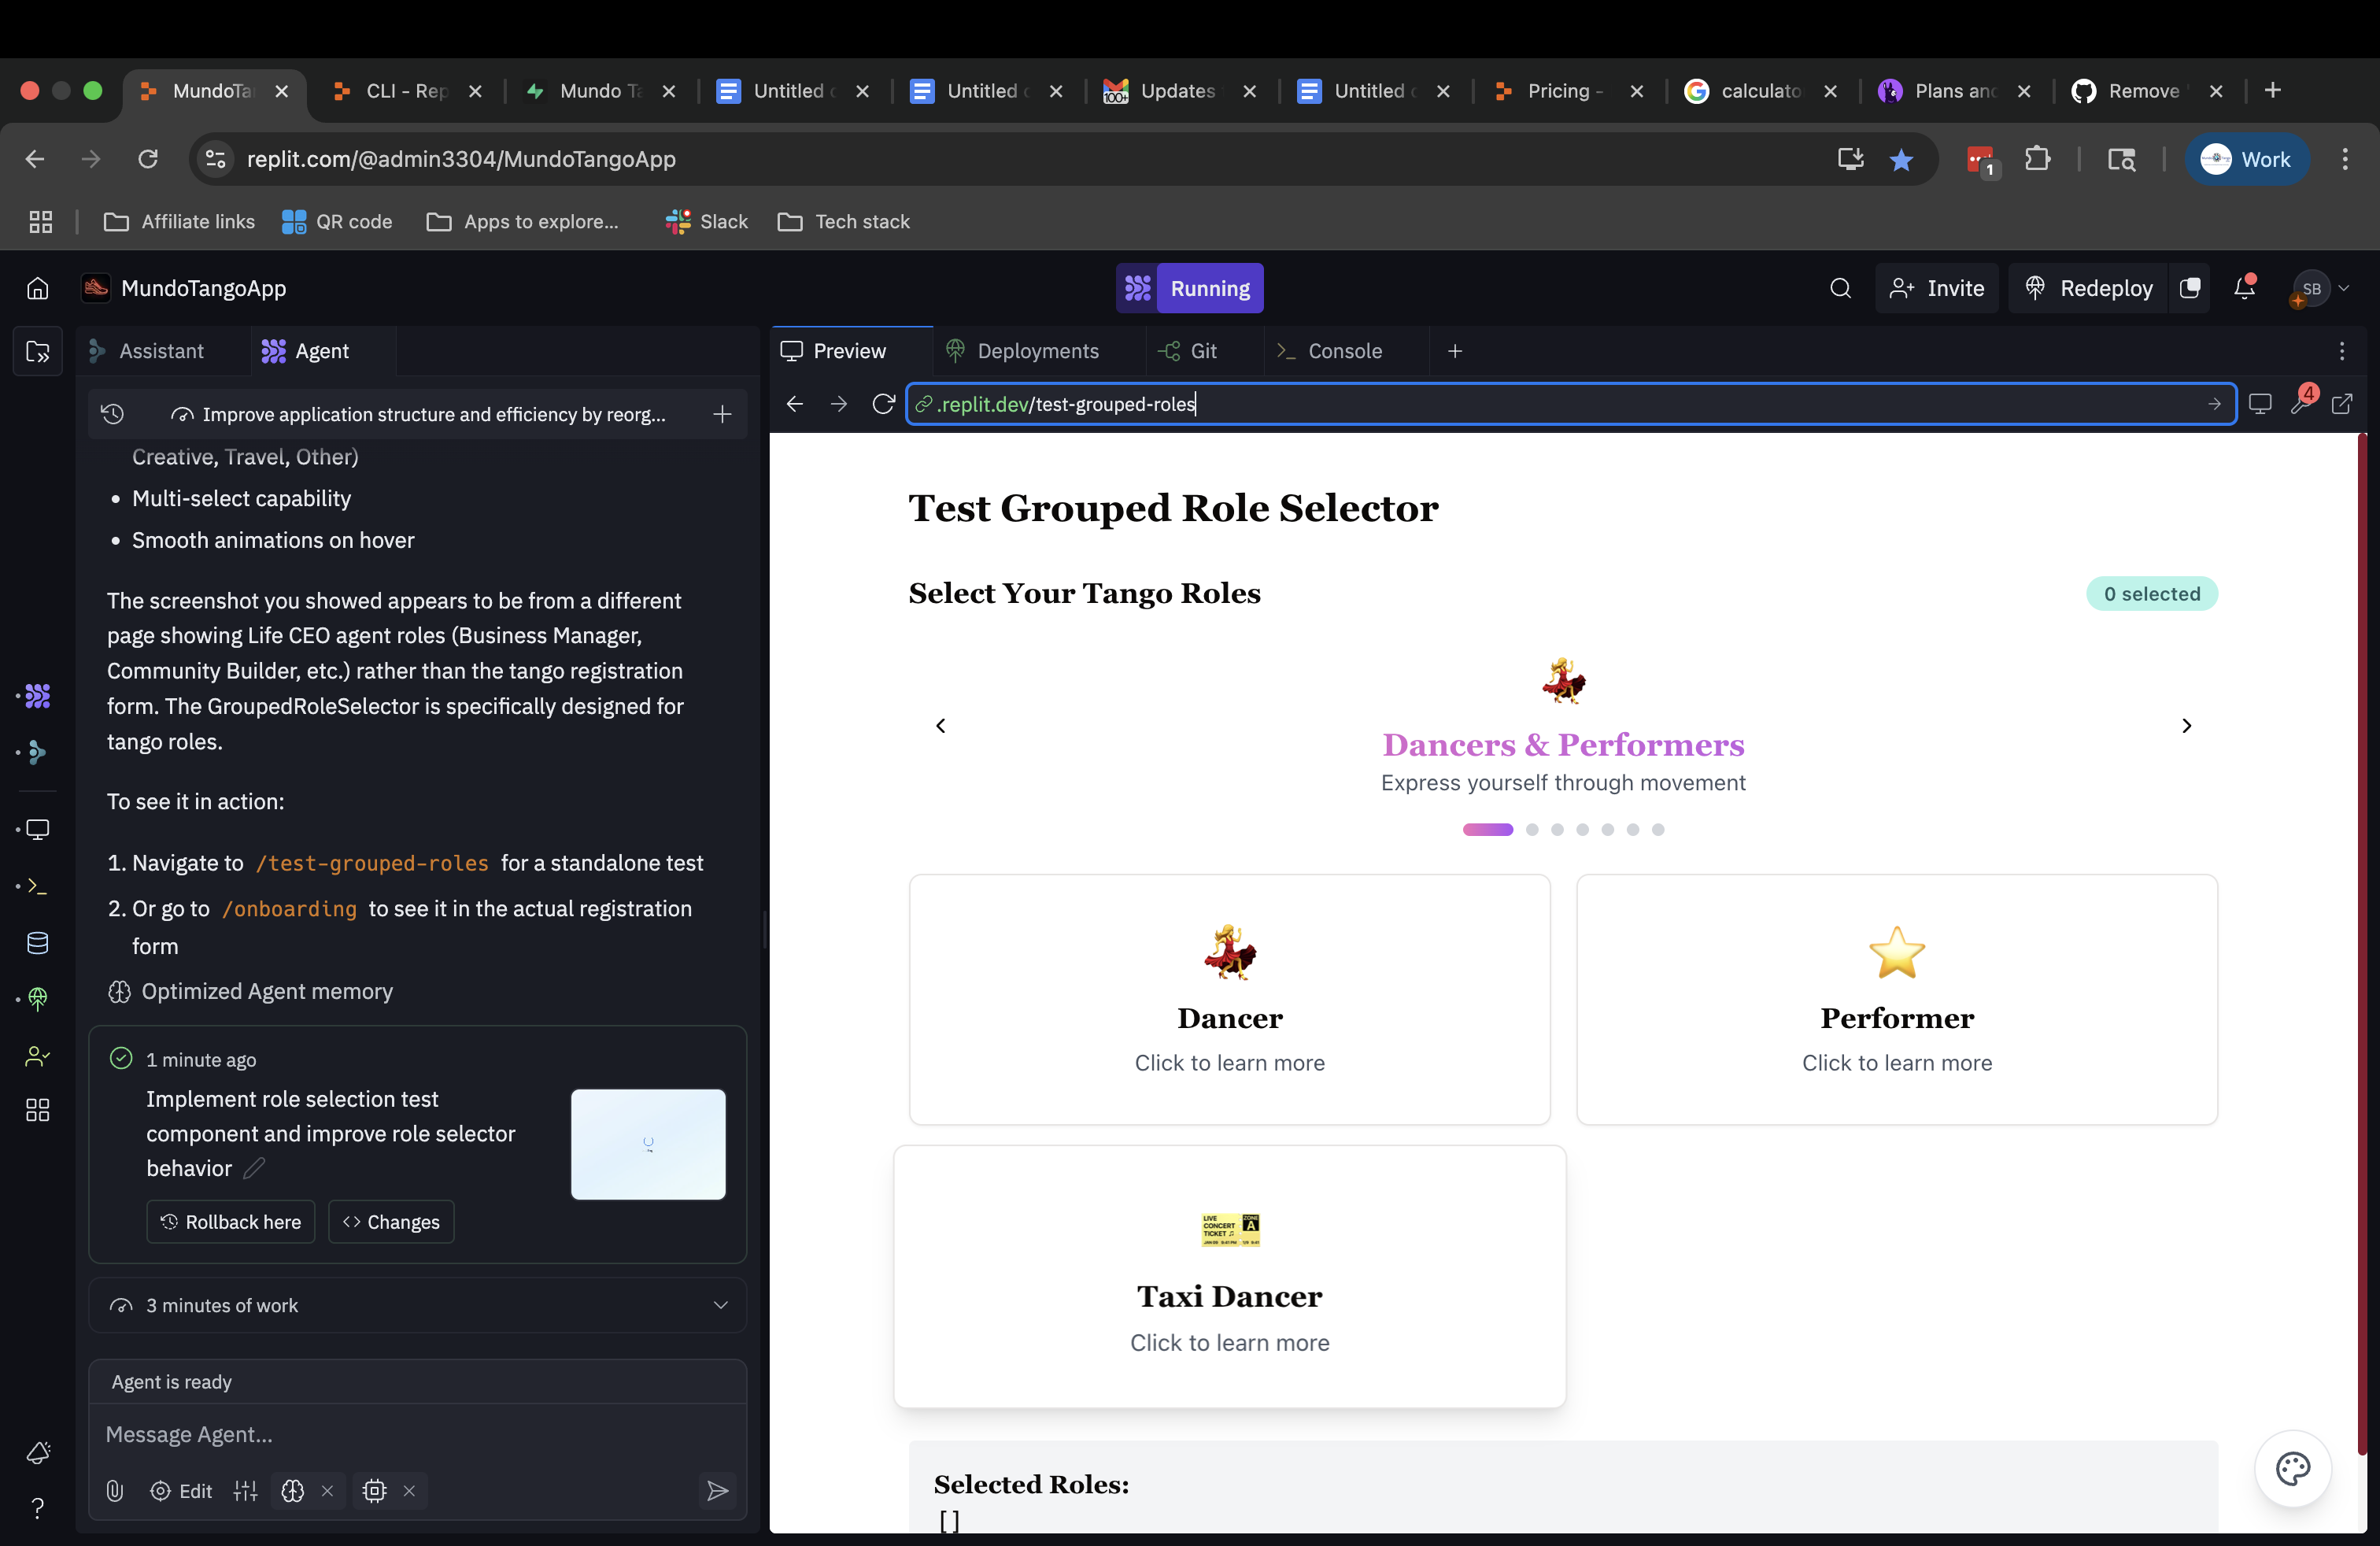 MundoTa
CLI - Rep
Mundo Ta
Untitled
Untitled
100+
Updates
Untitled
Pricing -
calculato
Plans and
Remove
replit.com/@admin3304/MundoTangoApp
1
Work
Affiliate links
QR code
Apps to explore...
Slack
Tech stack
MundoTangoApp
Running
Invite
Redeploy
SB
Assistant
Agent
Preview
Deployments
Git
Console
Improve application structure and efficiency by reorg...
.replit.dev/test-grouped-roles
4
Creative, Travel, Other)
• Multi-select capability
• Smooth animations on hover
The screenshot you showed appears to be from a different
page showing Life CEO agent roles (Business Manager,
Community Builder, etc.) rather than the tango registration
form. The GroupedRoleSelector is specifically designed for
tango roles.
To see it in action:
1. Navigate to /test-grouped-roles for a standalone test
2. Or go to /onboarding to see it in the actual registration
form
Optimized Agent memory
1 minute ago
Implement role selection test
component and improve role selector
behavior
Rollback here
Changes
3 minutes of work
Agent is ready
Message Agent...
Edit
Test Grouped Role Selector
Select Your Tango Roles
0 selected
Dancers & Performers
Express yourself through movement
Dancer
Click to learn more
Performer
Click to learn more
LIVE
CONCERT
TICKET
ZONE
A
Taxi Dancer
Click to learn more
Selected Roles:
[]